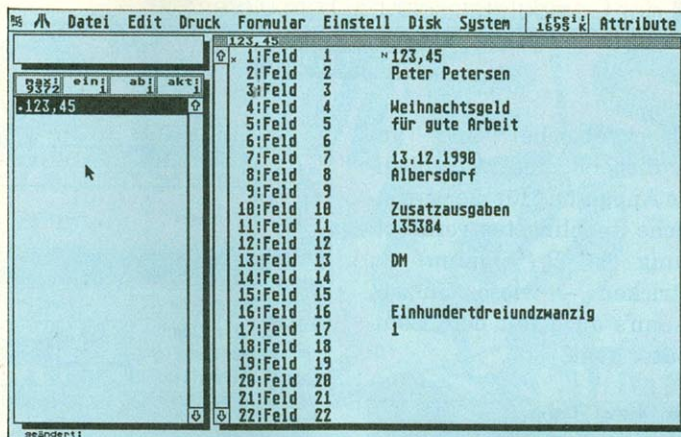 Datei Edit Druck Formular Einstell Disk System frei: 1695 K Attribute
max: 9372 ein: 1 ab: 1 akt: 1
.123,45
123,45
1:Feld 1 N 123,45
2:Feld 2 Peter Petersen
3:Feld 3
4:Feld 4 Weihnachtsgeld
5:Feld 5 für gute Arbeit
6:Feld 6
7:Feld 7 13.12.1990
8:Feld 8 Albersdorf
9:Feld 9
10:Feld 10 Zusatzausgaben
11:Feld 11 135384
12:Feld 12
13:Feld 13 DM
14:Feld 14
15:Feld 15
16:Feld 16 Einhundertdreiundzwanzig
17:Feld 17 1
18:Feld 18
19:Feld 19
20:Feld 20
21:Feld 21
22:Feld 22
geändert: